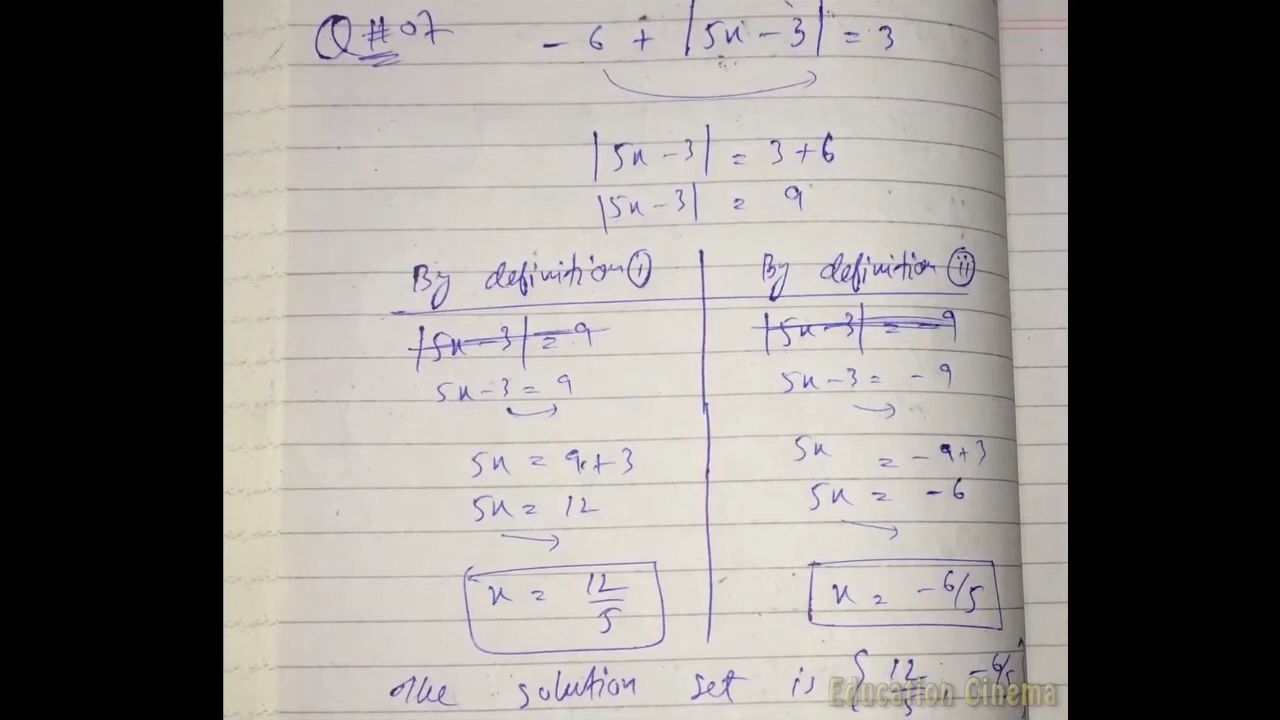 Q # 07 - 6 + |5x - 3| = 3
|5x - 3| = 3 + 6
|5x - 3| = 9
By definition (i)
|5x - 3| = 9
5x - 3 = 9
5x = 9 + 3
5x = 12
x = 12/5
By definition (ii)
|5x - 3| = -9
5x - 3 = - 9
5x = - 9 + 3
5x = - 6
x = - 6/5
The solution set is { 12/5, -6/5 }
Education Cinema